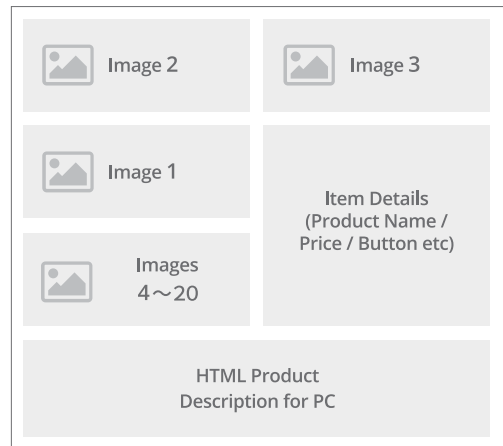 Image 2
Image 3
Image 1
Item Details
(Product Name /
Price / Button etc)
Images
4～20
HTML Product
Description for PC